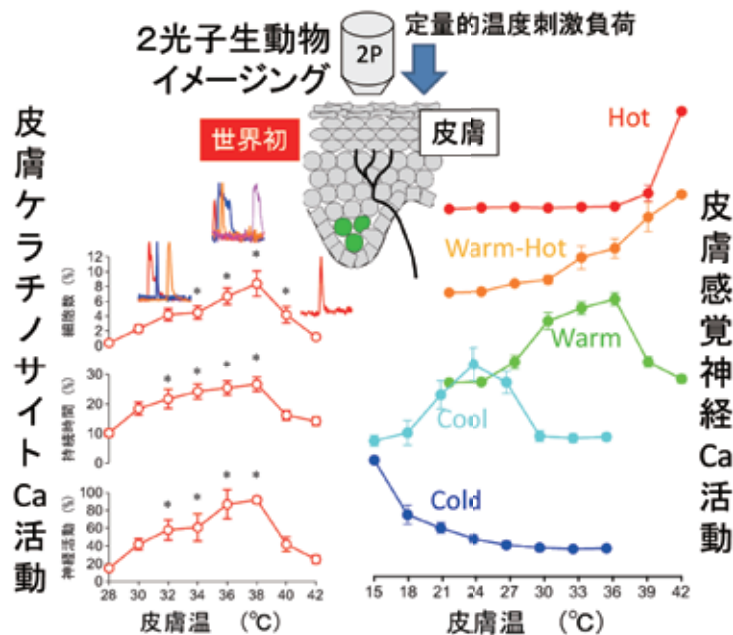 2光子生動物
イメージング
2P
定量的温度刺激負荷
世界初
皮膚
皮膚ケラチノサイトCa活動
細胞数 (%)
12
10
8
6
4
2
0
* * * *
持続時間 (%)
30
20
10
0
* * * *
神経活動 (%)
100
80
60
40
20
0
* * * *
28 30 32 34 36 38 40 42
皮膚温 (℃)
Hot
Warm-Hot
Warm
Cool
Cold
15 18 21 24 27 30 33 36 39 42
皮膚温 (℃)
皮膚感覚神経Ca活動